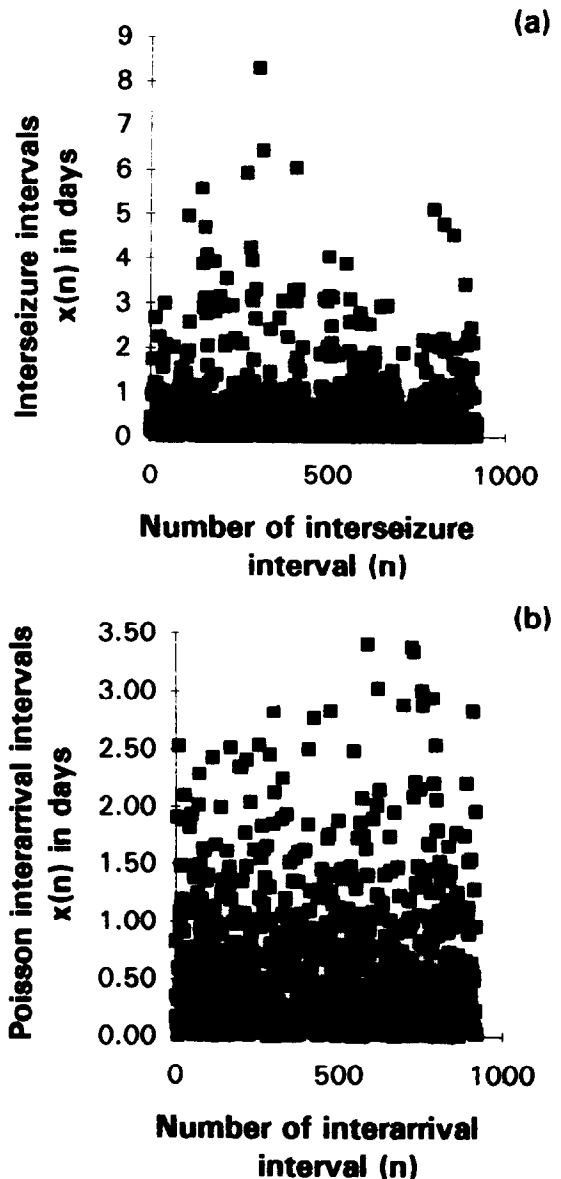 (a)
Interseizure intervals
x(n) in days
9
8
7
6
5
4
3
2
1
0
0 500 1000
Number of interseizure
interval (n)
(b)
Poisson interarrival intervals
x(n) in days
3.50
3.00
2.50
2.00
1.50
1.00
0.50
0.00
0 500 1000
Number of interarrival
interval (n)